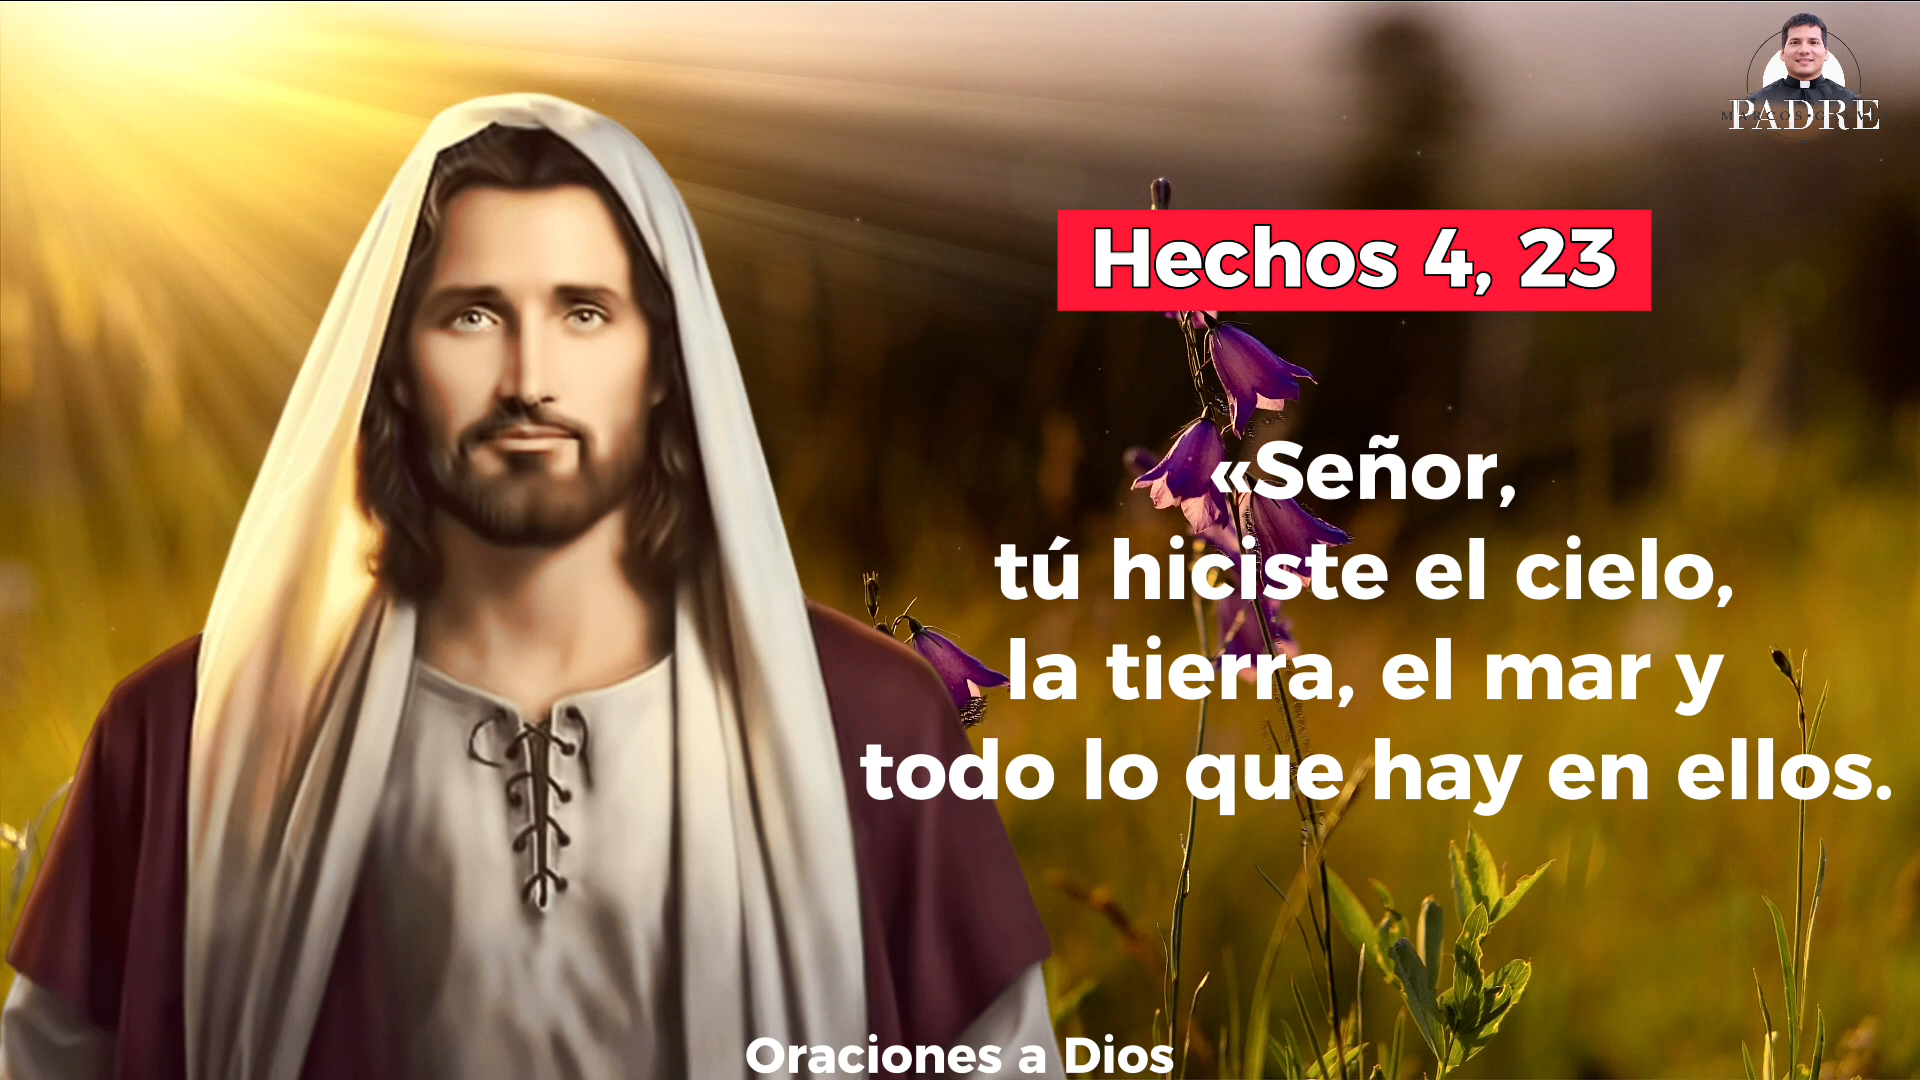 PADRE
Hechos 4, 23
«Señor,
tú hiciste el cielo,
la tierra, el mar y
todo lo que hay en ellos.
Oraciones a Dios